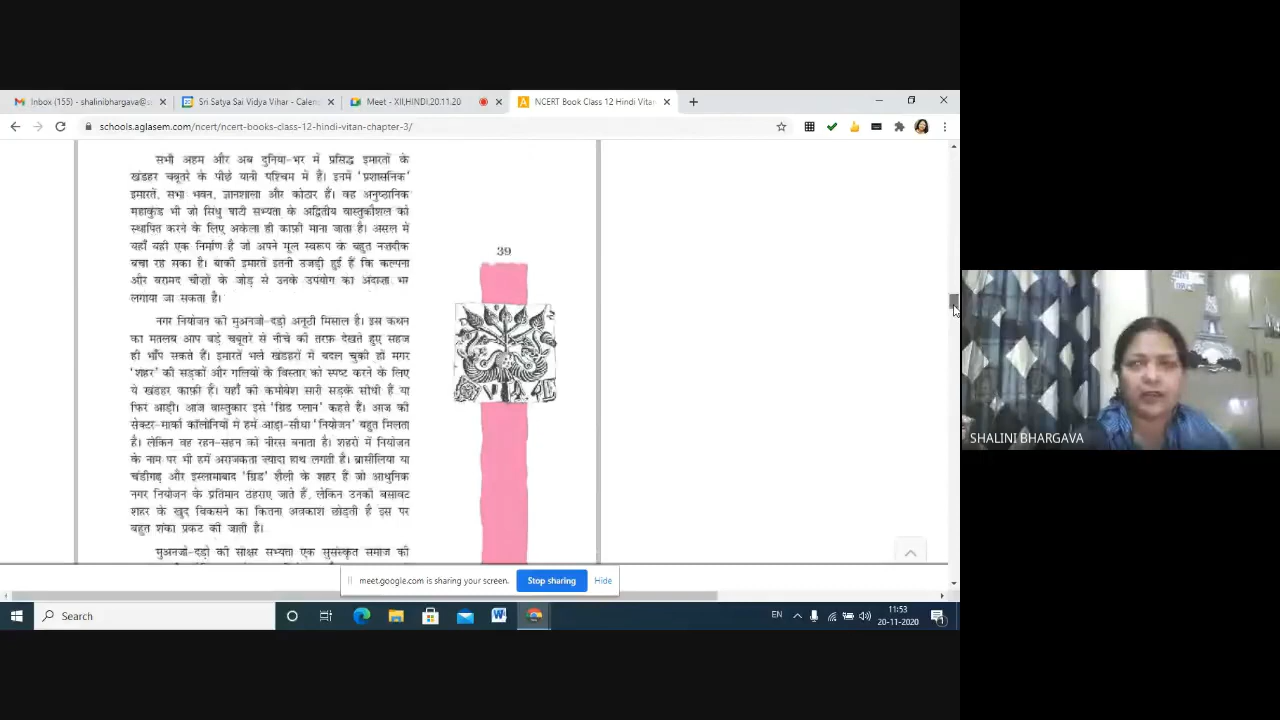 Inbox (155) - shalinibhargava@s
Sri Satya Sai Vidya Vihar - Calen
Meet - XII,HINDI,20.11.20
NCERT Book Class 12 Hindi Vitan
schools.aglasem.com/ncert/ncert-books-class-12-hindi-vitan-chapter-3/
सभी अहम और अब दुनिया-भर में प्रसिद्ध इमारतों के
खंडहर चबूतरे के पीछे यानी पश्चिम में हैं। इनमें 'प्रशासनिक'
इमारतें, सभा भवन, ज्ञानशाला और कोठार हैं। वह अनुष्ठानिक
महाकुंड भी जो सिंधु घाटी सभ्यता के अद्वितीय वास्तुकौशल को
स्थापित करने के लिए अकेला ही काफ़ी माना जाता है। असल में
यहाँ यही एक निर्माण है जो अपने मूल स्वरूप के बहुत नज़दीक
बचा रह सका है। बाकी इमारतें इतनी उजड़ी हुई हैं कि कल्पना
और बरामद चीज़ों के जोड़ से उनके उपयोग का अंदाज़ा भर
लगाया जा सकता है।
नगर नियोजन की मुअनजो-दड़ो अनूठी मिसाल है। इस कथन
का मतलब आप बड़े चबूतरे से नीचे की तरफ़ देखते हुए सहज
ही भाँप सकते हैं। इमारतें भले खंडहरों में बदल चुकी हों मगर
'शहर' की सड़कों और गलियों के विस्तार को स्पष्ट करने के लिए
ये खंडहर काफ़ी हैं। यहाँ की कमोबेश सारी सड़कें सीधी हैं या
फिर आड़ी। आज वास्तुकार इसे 'ग्रिड प्लान' कहते हैं। आज की
सेक्टर-मार्का कॉलोनियों में हमें आड़ा-सीधा 'नियोजन' बहुत मिलता
है। लेकिन वह रहन-सहन को नीरस बनाता है। शहरों में नियोजन
के नाम पर भी हमें अराजकता ज़्यादा हाथ लगती है। ब्रासीलिया या
चंडीगढ़ और इस्लामाबाद 'ग्रिड' शैली के शहर हैं जो आधुनिक
नगर नियोजन के प्रतिमान ठहराए जाते हैं, लेकिन उनकी बसावट
शहर के खुद विकसने का कितना अवकाश छोड़ती है इस पर
बहुत शंका प्रकट की जाती है।
मुअनजो-दड़ो की साक्षर सभ्यता एक सुसंस्कृत समाज की
39
SHALINI BHARGAVA
meet.google.com is sharing your screen.
Stop sharing
Hide
Search
EN
11:53
20-11-2020